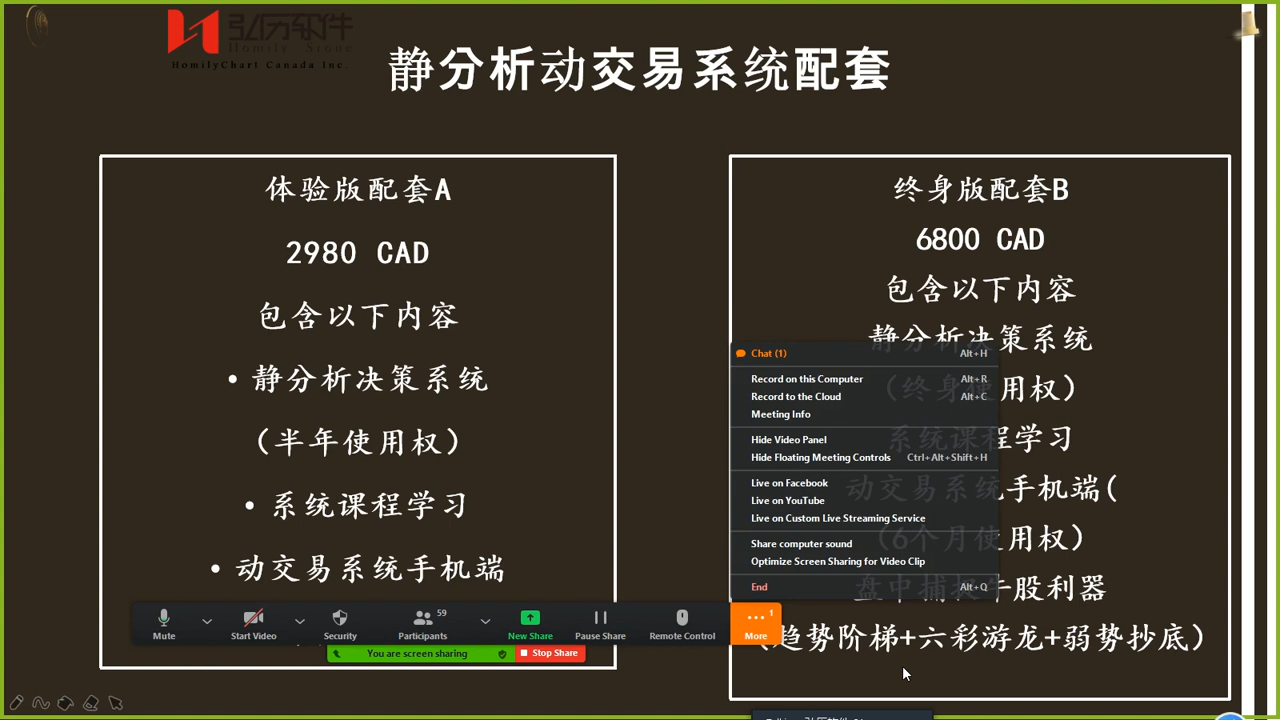 弘历软件
Homily Stone
HomilyChart Canada Inc.
静分析动交易系统配套
体验版配套A
2980 CAD
包含以下内容
• 静分析决策系统
（半年使用权）
• 系统课程学习
• 动交易系统手机端
终身版配套B
6800 CAD
包含以下内容
静分析决策系统
（终身使用权）
系统课程学习
动交易系统手机端(
（6个月使用权）
盘中捕捉牛股利器
（趋势阶梯+六彩游龙+弱势抄底）
Chat (1) Alt+H
Record on this Computer Alt+R
Record to the Cloud Alt+C
Meeting Info
Hide Video Panel
Hide Floating Meeting Controls Ctrl+Alt+Shift+H
Live on Facebook
Live on YouTube
Live on Custom Live Streaming Service
Share computer sound
Optimize Screen Sharing for Video Clip
End Alt+Q
59
1
Mute
Start Video
Security
Participants
New Share
Pause Share
Remote Control
More
You are screen sharing
Stop Share